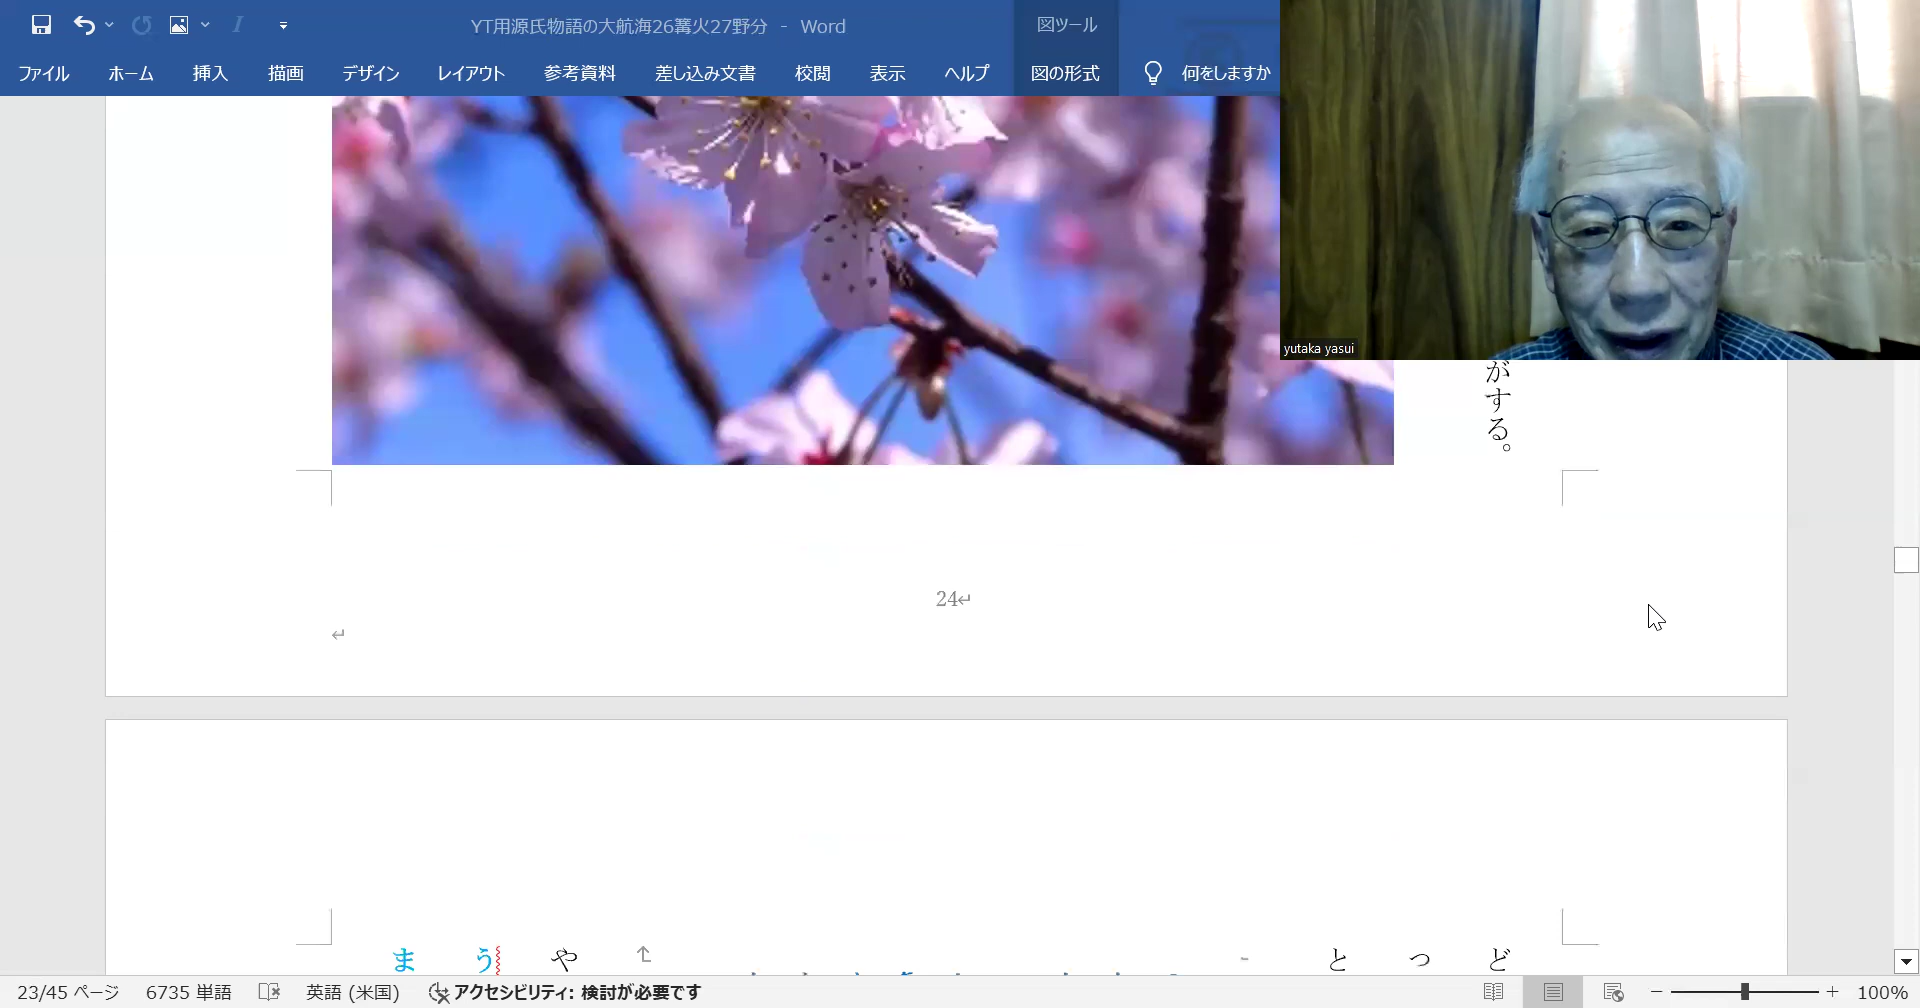 YT用源氏物語の大航海26篝火27野分 - Word
図ツール
ファイル ホーム 挿入 描画 デザイン レイアウト 参考資料 差し込み文書 校閲 表示 ヘルプ 図の形式 何をしますか
yutaka yasui
がする。
24
ど
つ
と
や
う
ま
23/45 ページ 6735 単語 英語 (米国) アクセシビリティ: 検討が必要です 100%